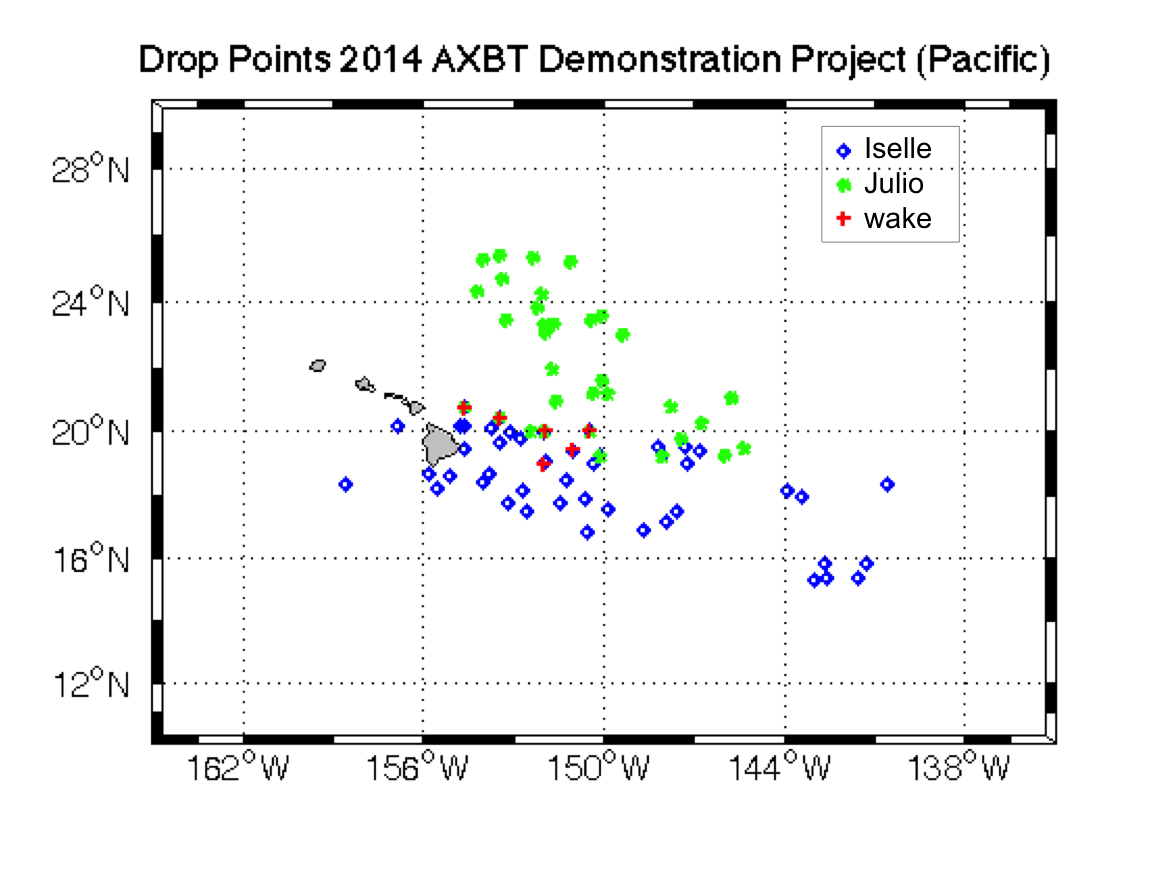 Drop Points 2014 AXBT Demonstration Project (Pacific)
Iselle
Julio
wake
28°N
24°N
20°N
16°N
12°N
162°W 156°W 150°W 144°W 138°W